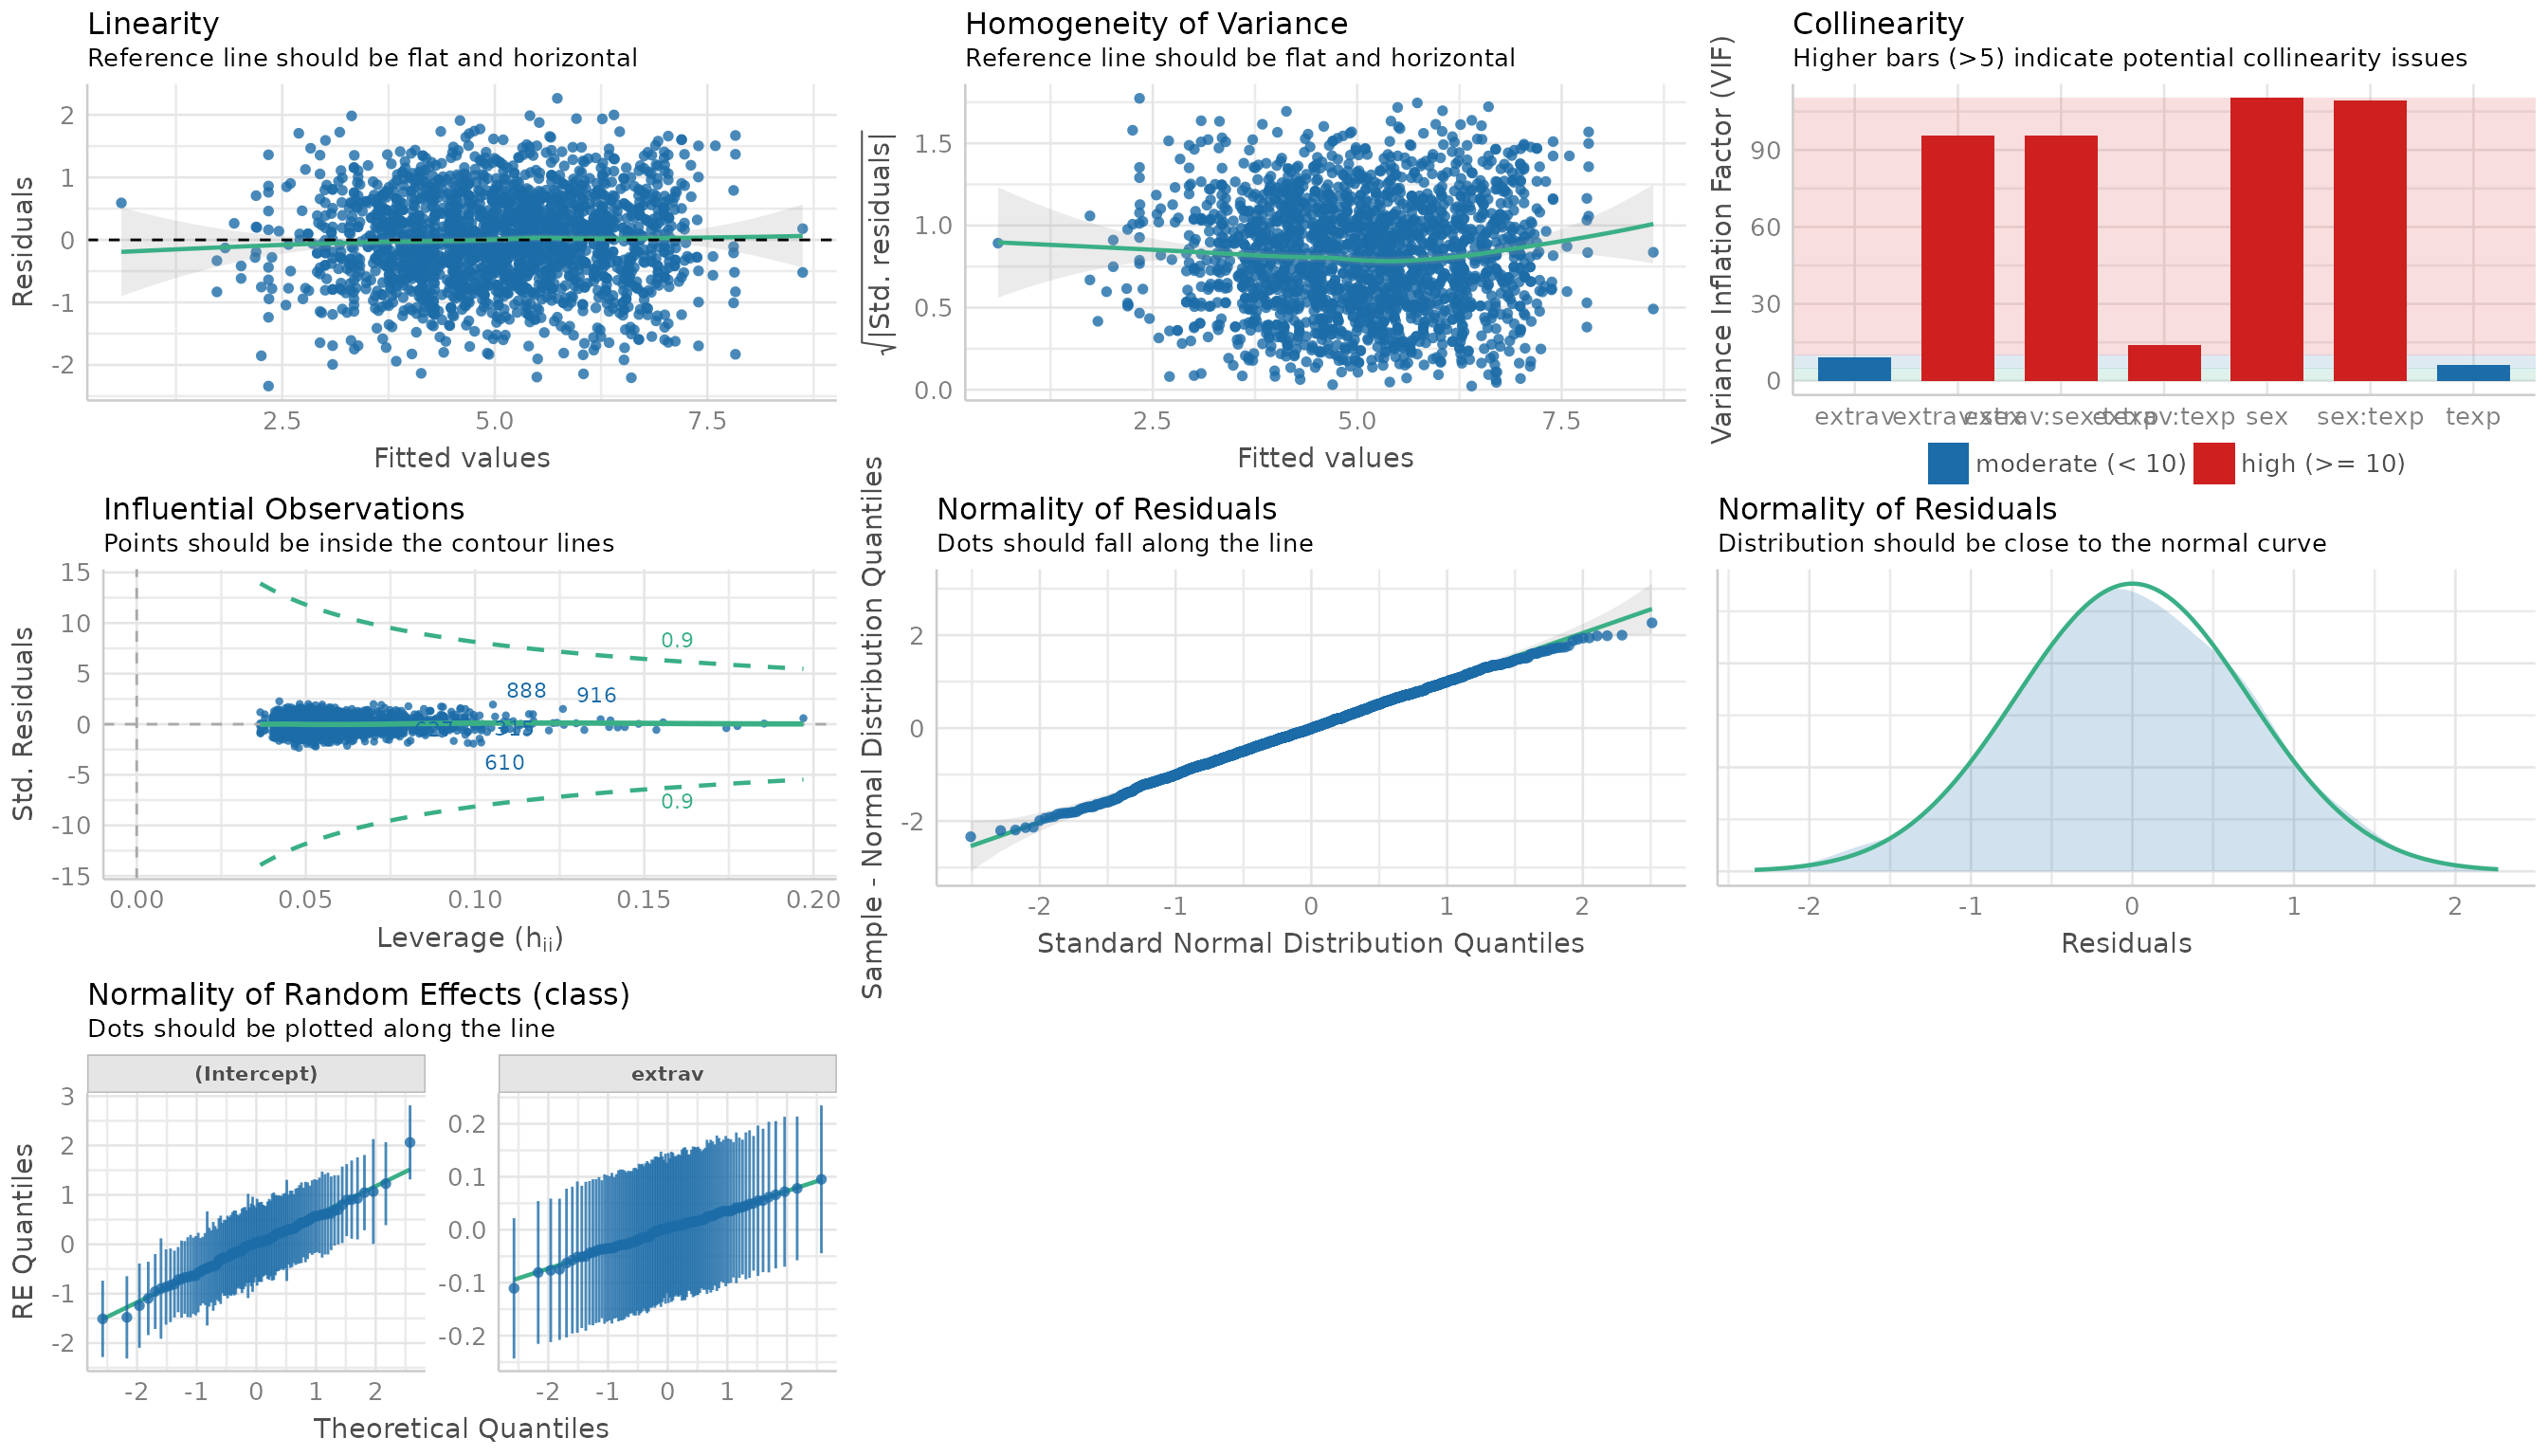 Linearity
Reference line should be flat and horizontal
Residuals
2
1
0
-1
-2
2.5 5.0 7.5
Fitted values
Homogeneity of Variance
Reference line should be flat and horizontal
√|Std. residuals|
1.5
1.0
0.5
0.0
2.5 5.0 7.5
Fitted values
Collinearity
Higher bars (>5) indicate potential collinearity issues
Variance Inflation Factor (VIF)
90
60
30
0
extrav extrav:sex extrav:sex:texp extrav:texp sex sex:texp texp
moderate (< 10) high (>= 10)
Influential Observations
Points should be inside the contour lines
Std. Residuals
15
10
5
0
-5
-10
-15
0.9
888 916
315
610
0.9
0.00 0.05 0.10 0.15 0.20
Leverage (hii)
Normality of Residuals
Dots should fall along the line
Sample - Normal Distribution Quantiles
2
0
-2
-2 -1 0 1 2
Standard Normal Distribution Quantiles
Normality of Residuals
Distribution should be close to the normal curve
-2 -1 0 1 2
Residuals
Normality of Random Effects (class)
Dots should be plotted along the line
RE Quantiles
(Intercept)
3
2
1
0
-1
-2
-2 -1 0 1 2
extrav
0.2
0.1
0.0
-0.1
-0.2
-2 -1 0 1 2
Theoretical Quantiles